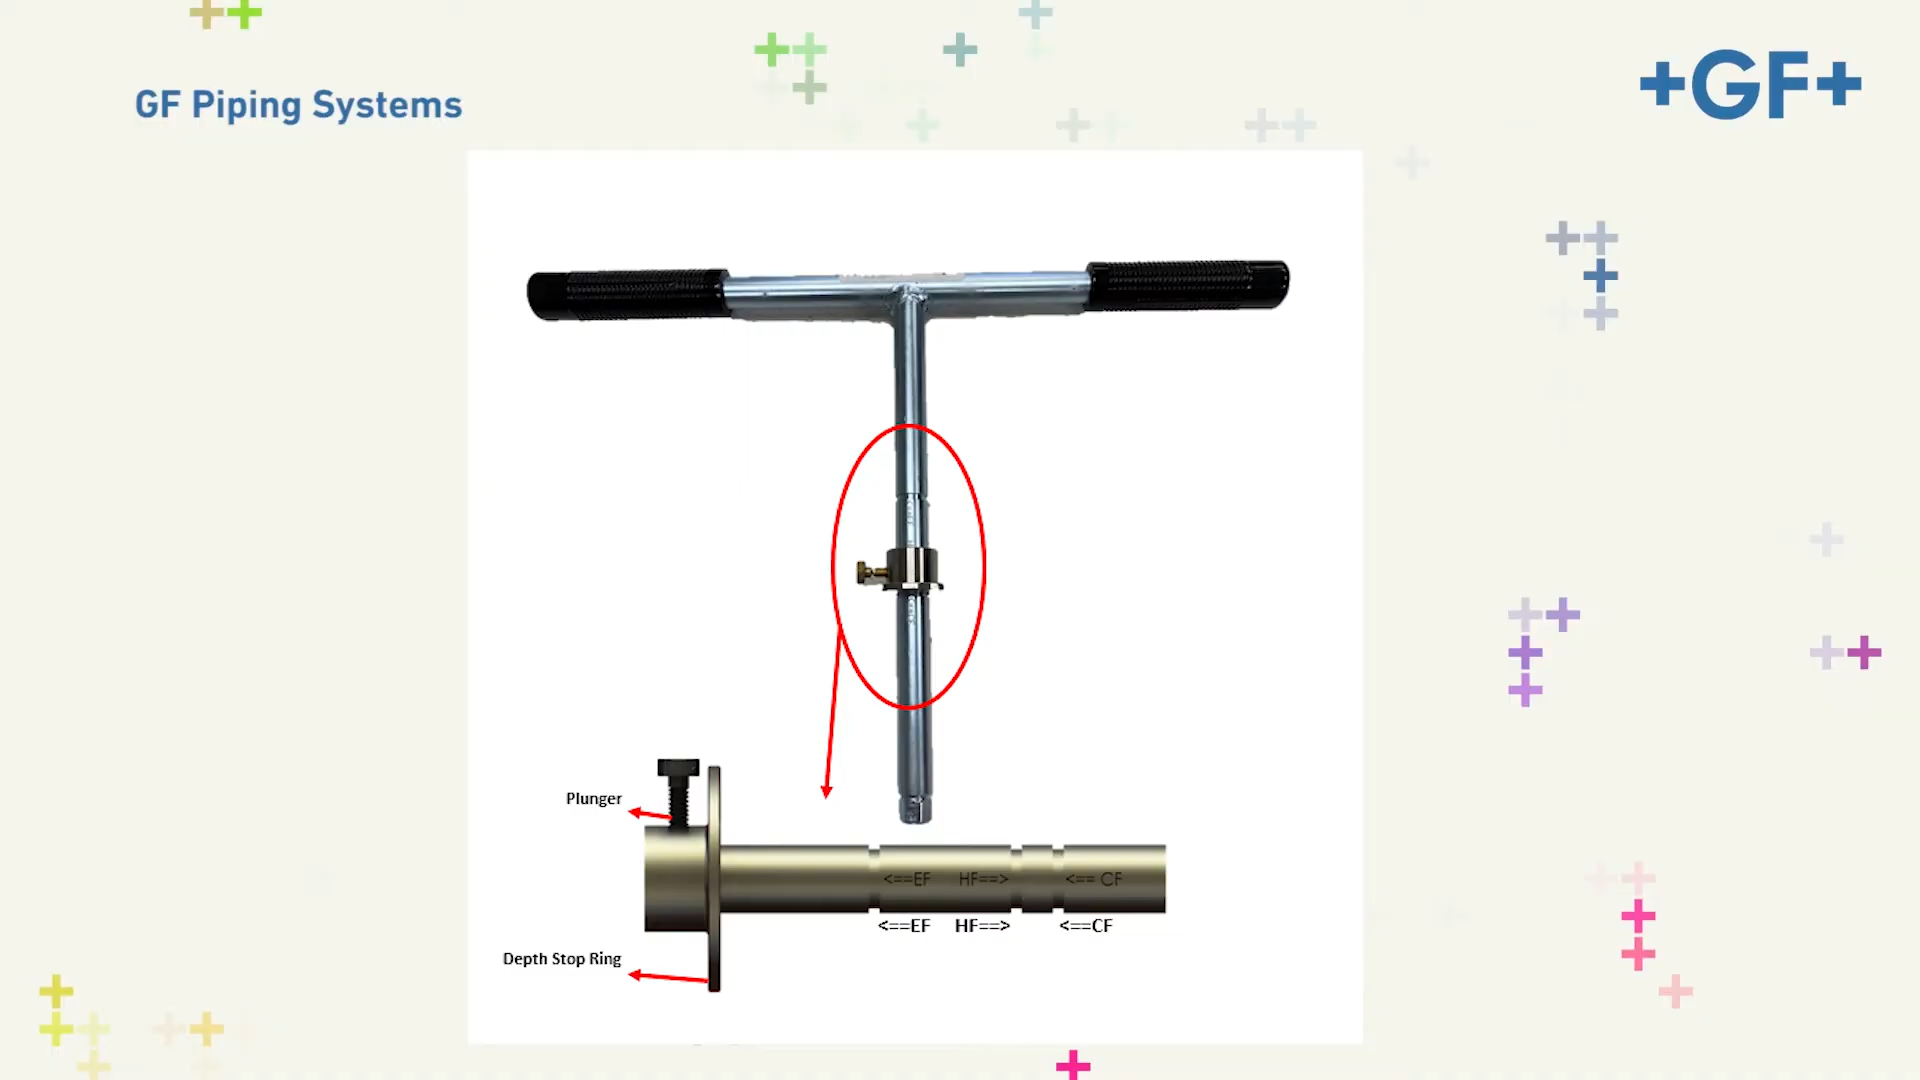 GF Piping Systems
+GF+
Plunger
<==EF HF==> <== CF
<==EF HF==> <==CF
Depth Stop Ring